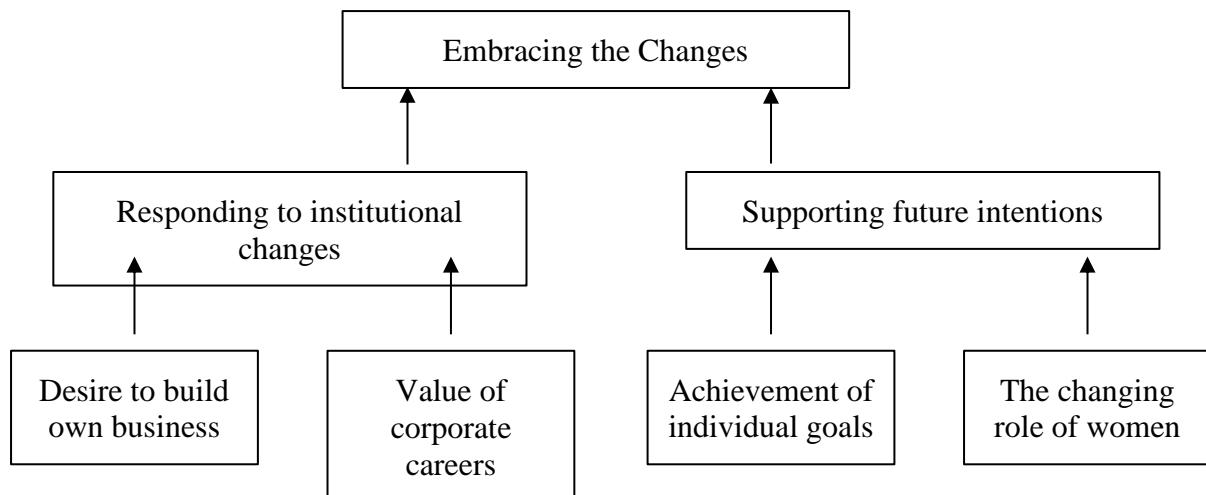 Embracing the Changes
Responding to institutional
changes
Supporting future intentions
Desire to build
own business
Value of
corporate
careers
Achievement of
individual goals
The changing
role of women